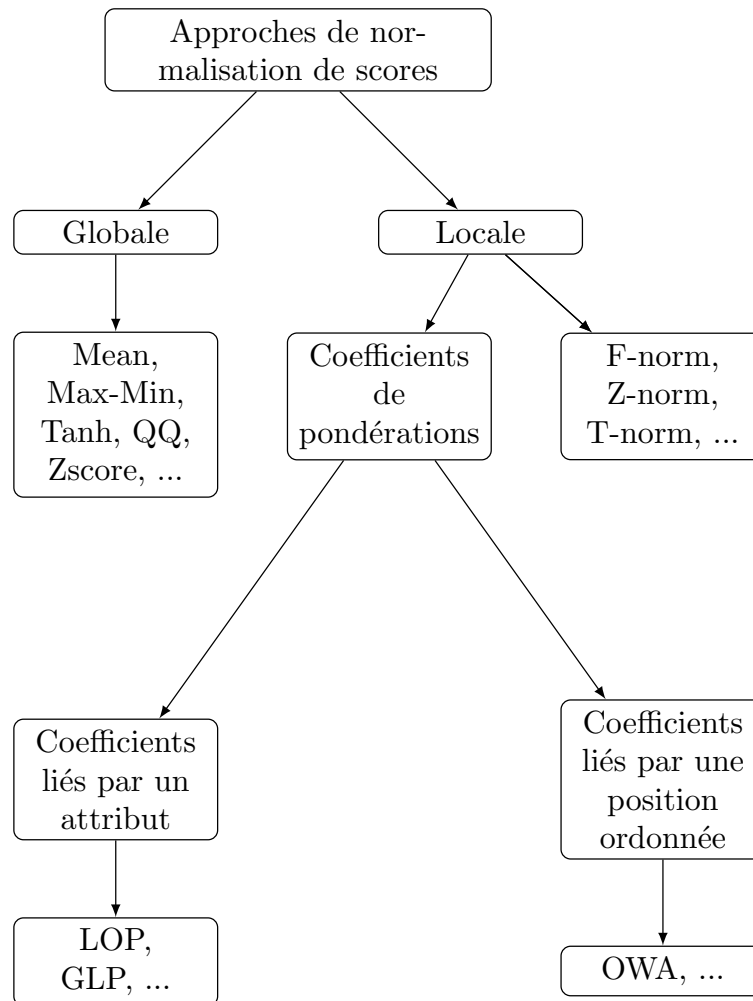 Approches de nor-
malisation de scores
Globale
Locale
Mean,
Max-Min,
Tanh, QQ,
Zscore, ...
Coefficients
de
pondérations
F-norm,
Z-norm,
T-norm, ...
Coefficients
liés par un
attribut
Coefficients
liés par une
position
ordonnée
LOP,
GLP, ...
OWA, ...